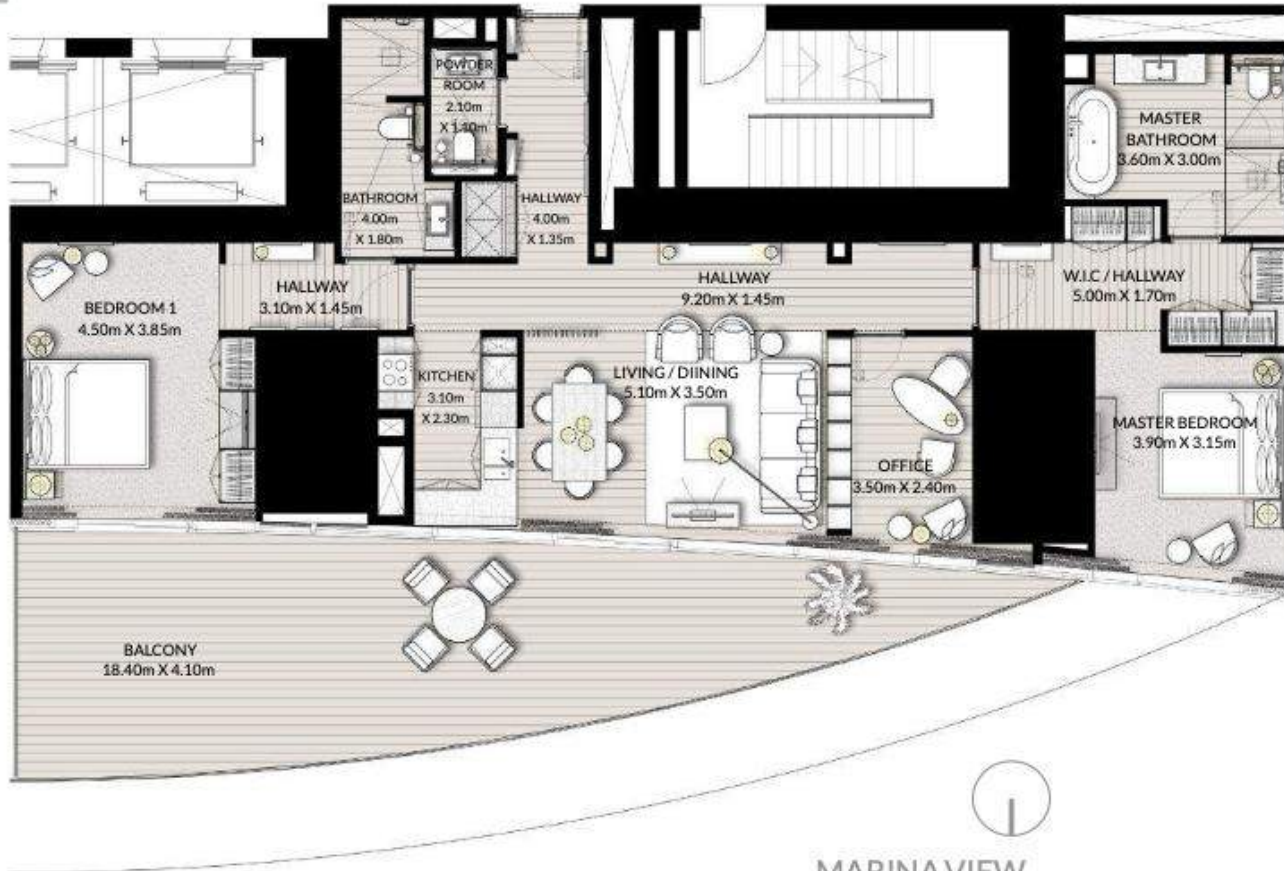 POWDER
ROOM
2.10m
X 1.10m
MASTER
BATHROOM
3.60m X 3.00m
BATHROOM
4.00m
X 1.80m
HALLWAY
4.00m
X 1.35m
HALLWAY
3.10m X 1.45m
HALLWAY
9.20m X 1.45m
W.I.C / HALLWAY
5.00m X 1.70m
BEDROOM 1
4.50m X 3.85m
KITCHEN
3.10m
X 2.30m
LIVING / DIINING
5.10m X 3.50m
OFFICE
3.50m X 2.40m
MASTER BEDROOM
3.90m X 3.15m
BALCONY
18.40m X 4.10m
MARINA VIEW